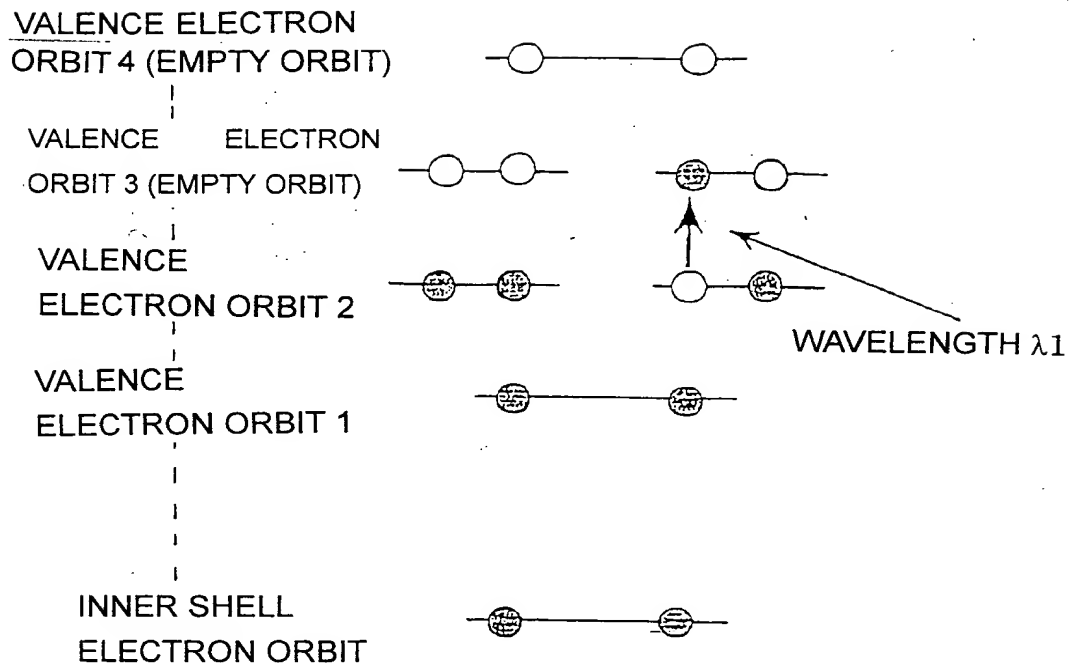 VALENCE ELECTRON
ORBIT 4 (EMPTY ORBIT)
VALENCE ELECTRON
ORBIT 3 (EMPTY ORBIT)
VALENCE
ELECTRON ORBIT 2
WAVELENGTH λ1
VALENCE
ELECTRON ORBIT 1
INNER SHELL
ELECTRON ORBIT